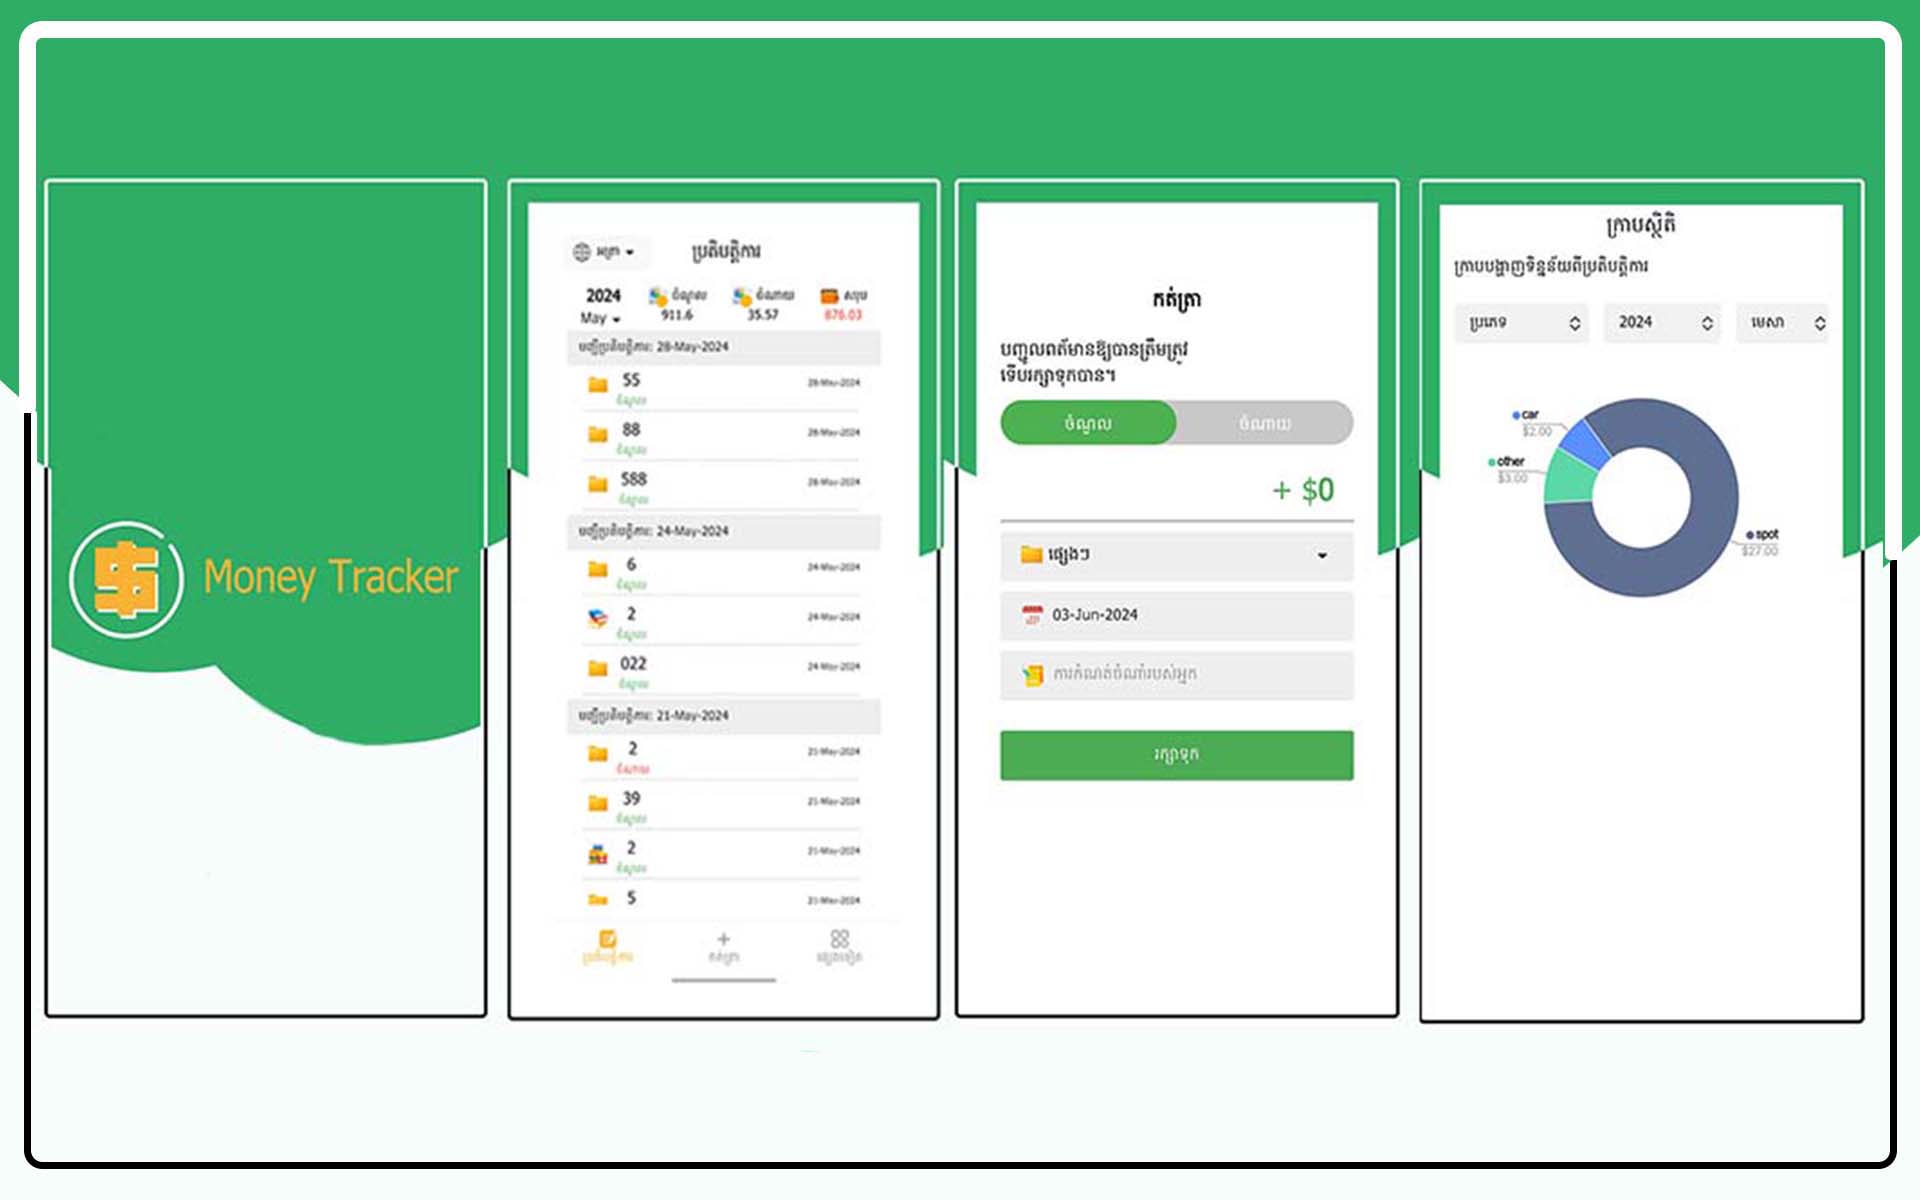 Money Tracker
អត្រា
ប្រតិបត្តិការ
2024
May
ចំណូល
911.6
ចំណាយ
35.57
សរុប
876.03
បញ្ជីប្រតិបត្តិការ: 28-May-2024
55
ចំណូល
28-May-2024
88
ចំណូល
28-May-2024
588
ចំណូល
28-May-2024
បញ្ជីប្រតិបត្តិការ: 24-May-2024
6
ចំណូល
24-May-2024
2
ចំណូល
24-May-2024
022
ចំណូល
24-May-2024
បញ្ជីប្រតិបត្តិការ: 21-May-2024
2
ចំណាយ
21-May-2024
39
ចំណូល
21-May-2024
2
ចំណូល
21-May-2024
5
21-May-2024
ប្រតិបត្តិការ
កត់ត្រា
ផ្សេងទៀត
កត់ត្រា
បញ្ចូលពត៌មានឱ្យបានត្រឹមត្រូវ
ទើបរក្សាទុកបាន។
ចំណូល
ចំណាយ
+ $0
ផ្សេងៗ
03-Jun-2024
ការកំណត់ចំណាំរបស់អ្នក
រក្សាទុក
ក្រាបស្ថិតិ
ក្រាបបង្ហាញទិន្នន័យពីប្រតិបត្តិការ
ប្រភេទ
2024
មេសា
car
$2.00
other
$3.00
spot
$27.00